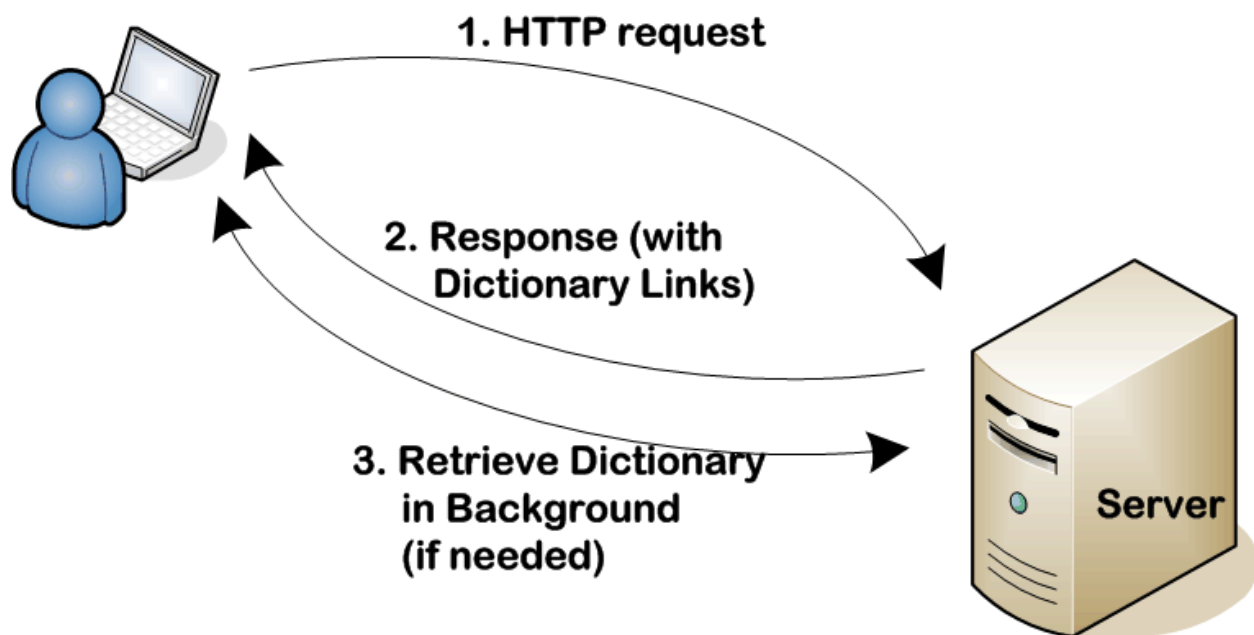 1. HTTP request
2. Response (with
Dictionary Links)
3. Retrieve Dictionary
in Background
(if needed)
Server